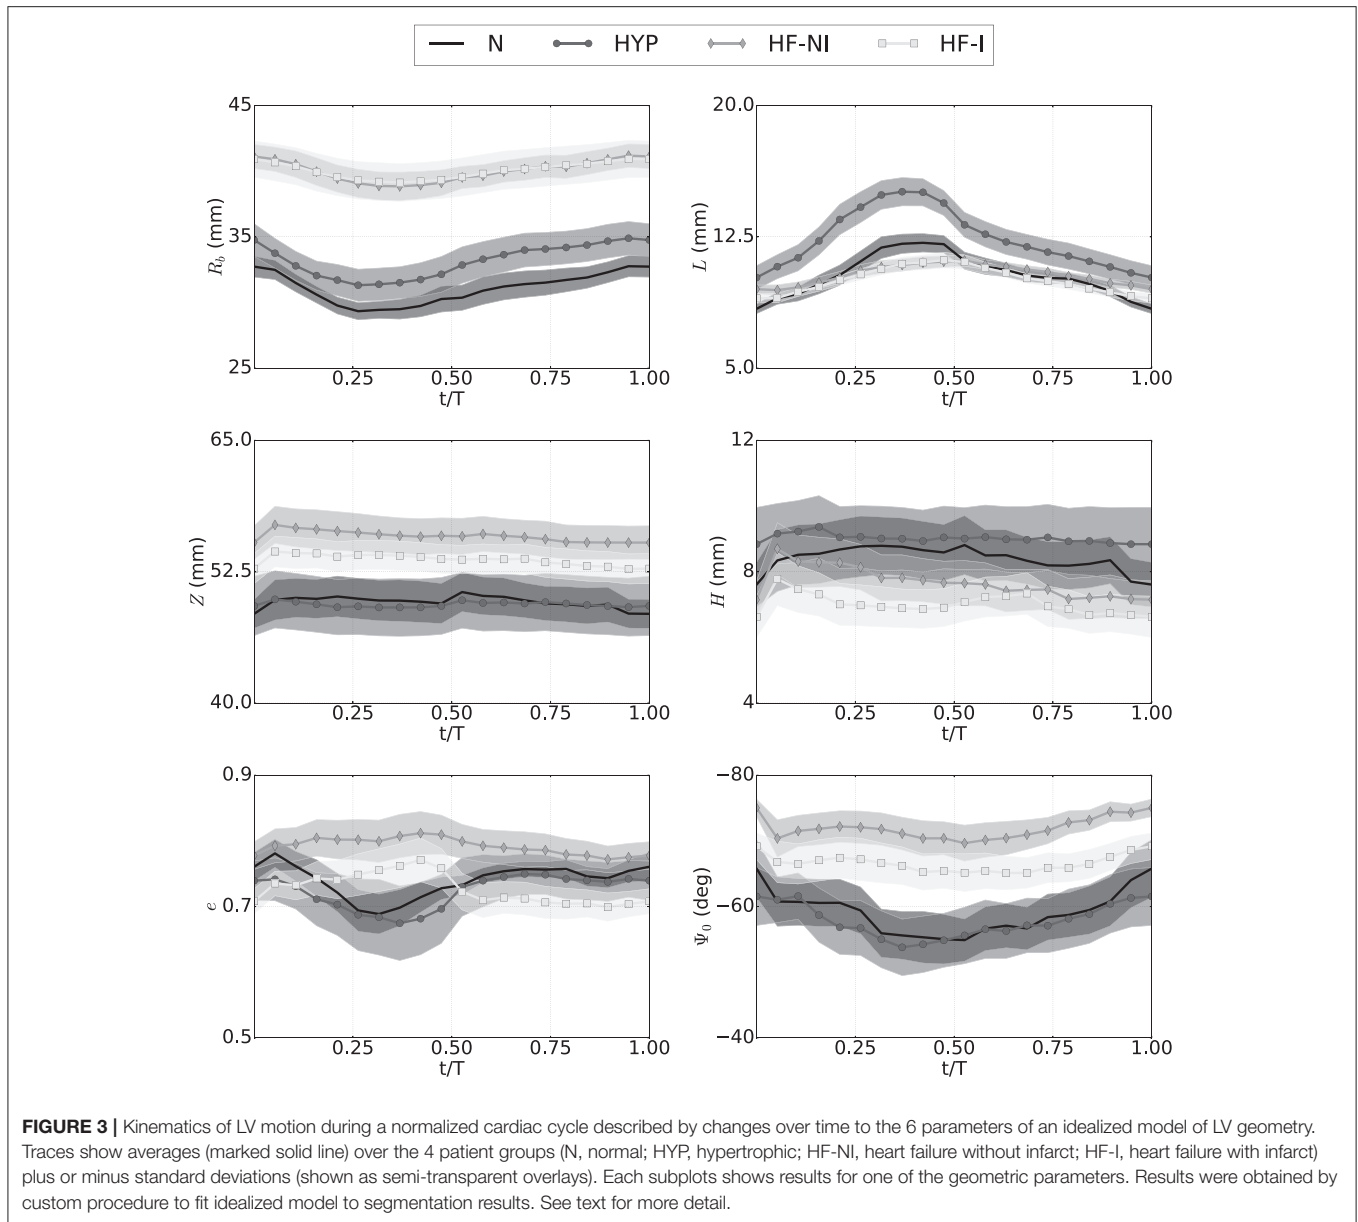 N HYP HF-NI HF-I
45
35
25
R_b (mm)
0.25 0.50 0.75 1.00
t/T
20.0
12.5
5.0
L (mm)
0.25 0.50 0.75 1.00
t/T
65.0
52.5
40.0
Z (mm)
0.25 0.50 0.75 1.00
t/T
12
8
4
H (mm)
0.25 0.50 0.75 1.00
t/T
0.9
0.7
0.5
e
0.25 0.50 0.75 1.00
t/T
−80
−60
−40
Ψ_0 (deg)
0.25 0.50 0.75 1.00
t/T
FIGURE 3 | Kinematics of LV motion during a normalized cardiac cycle described by changes over time to the 6 parameters of an idealized model of LV geometry.
Traces show averages (marked solid line) over the 4 patient groups (N, normal; HYP, hypertrophic; HF-NI, heart failure without infarct; HF-I, heart failure with infarct)
plus or minus standard deviations (shown as semi-transparent overlays). Each subplots shows results for one of the geometric parameters. Results were obtained by
custom procedure to fit idealized model to segmentation results. See text for more detail.